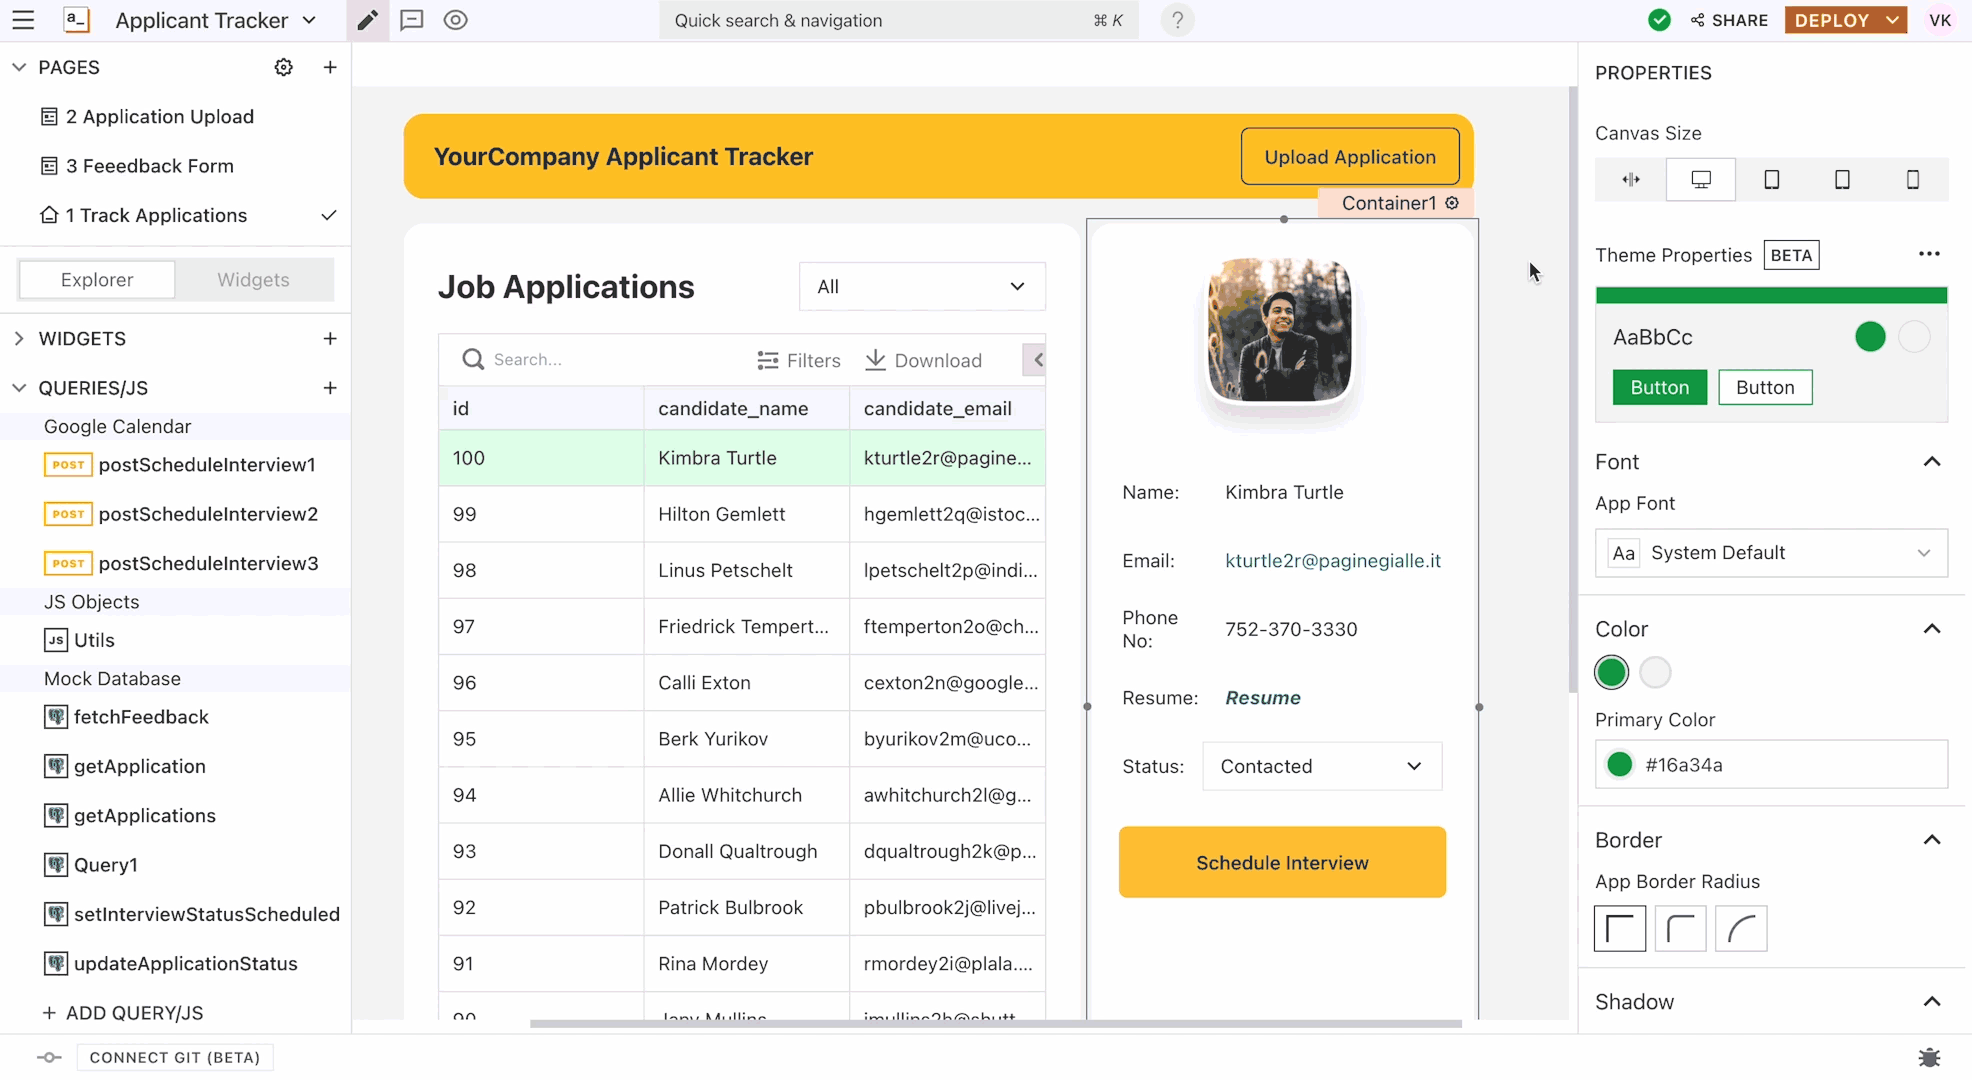 a_ Applicant Tracker
Quick search & navigation ⌘ K
?
SHARE
DEPLOY
VK
PAGES
2 Application Upload
3 Feeedback Form
1 Track Applications
Explorer
Widgets
WIDGETS
QUERIES/JS
Google Calendar
POST postScheduleInterview1
POST postScheduleInterview2
POST postScheduleInterview3
JS Objects
JS Utils
Mock Database
fetchFeedback
getApplication
getApplications
Query1
setInterviewStatusScheduled
updateApplicationStatus
+ ADD QUERY/JS
CONNECT GIT (BETA)
YourCompany Applicant Tracker
Upload Application
Container1
Job Applications
All
Search...
Filters
Download
id candidate_name candidate_email
100 Kimbra Turtle kturtle2r@pagine...
99 Hilton Gemlett hgemlett2q@istoc...
98 Linus Petschelt lpetschelt2p@indi...
97 Friedrick Tempert... ftemperton2o@ch...
96 Calli Exton cexton2n@google...
95 Berk Yurikov byurikov2m@uco...
94 Allie Whitchurch awhitchurch2l@g...
93 Donall Qualtrough dqualtrough2k@p...
92 Patrick Bulbrook pbulbrook2j@livej...
91 Rina Mordey rmordey2i@plala....
90 Mullins
Name: Kimbra Turtle
Email: kturtle2r@paginegialle.it
Phone
No: 752-370-3330
Resume: Resume
Status: Contacted
Schedule Interview
PROPERTIES
Canvas Size
Theme Properties BETA
AaBbCc
Button Button
Font
App Font
Aa System Default
Color
Primary Color
#16a34a
Border
App Border Radius
Shadow